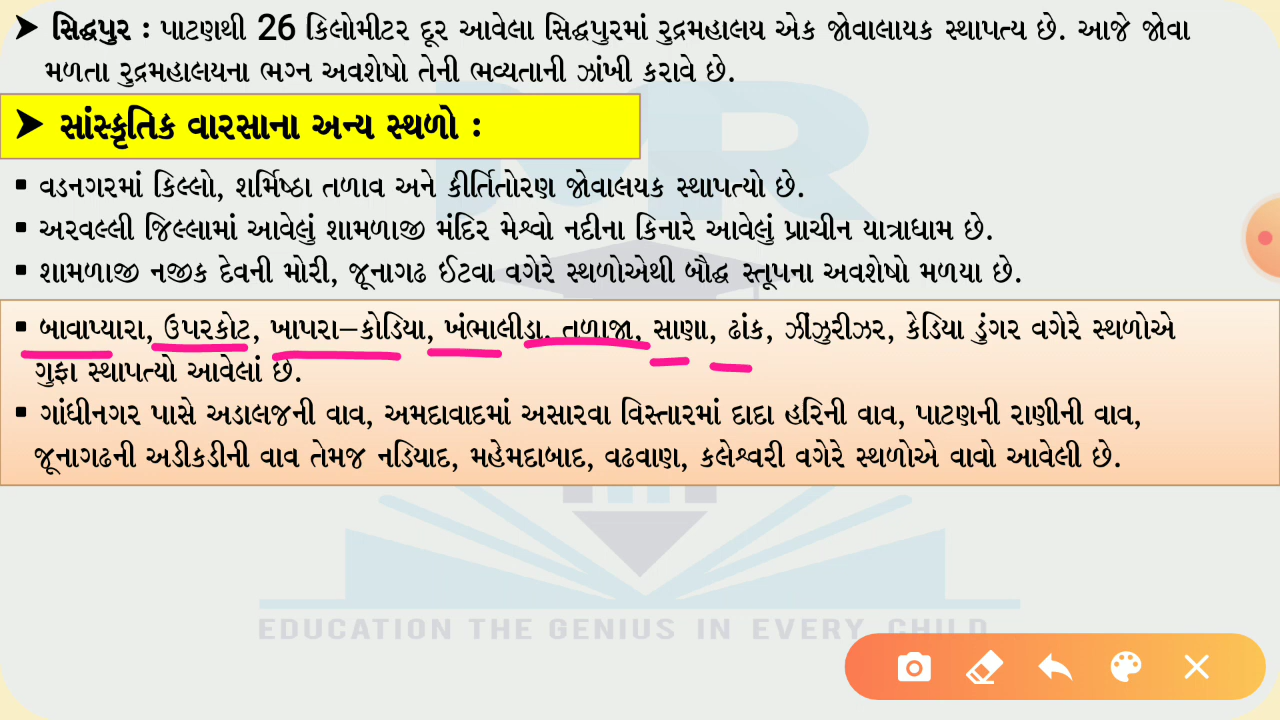 ➤ સિદ્ધપુર : પાટણથી 26 કિલોમીટર દૂર આવેલા સિદ્ધપુરમાં રુદ્રમહાલય એક જોવાલાયક સ્થાપત્ય છે. આજે જોવા
મળતા રુદ્રમહાલયના ભગ્ન અવશેષો તેની ભવ્યતાની ઝાંખી કરાવે છે.
➤ સાંસ્કૃતિક વારસાના અન્ય સ્થળો :
▪ વડનગરમાં કિલ્લો, શર્મિષ્ઠા તળાવ અને કીર્તિતોરણ જોવાલયક સ્થાપત્યો છે.
▪ અરવલ્લી જિલ્લામાં આવેલું શામળાજી મંદિર મેશ્વો નદીના કિનારે આવેલું પ્રાચીન યાત્રાધામ છે.
▪ શામળાજી નજીક દેવની મોરી, જૂનાગઢ ઈટવા વગેરે સ્થળોએથી બૌદ્ધ સ્તૂપના અવશેષો મળયા છે.
▪ બાવાપ્યારા, ઉપરકોટ, ખાપરા–કોડિયા, ખંભાલીડા, તળાજા, સાણા, ઢાંક, ઝીંઝુરીઝર, કેડિયા ડુંગર વગેરે સ્થળોએ
ગુફા સ્થાપત્યો આવેલાં છે.
▪ ગાંધીનગર પાસે અડાલજની વાવ, અમદાવાદમાં અસારવા વિસ્તારમાં દાદા હરિની વાવ, પાટણની રાણીની વાવ,
જૂનાગઢની અડીકડીની વાવ તેમજ નડિયાદ, મહેમદાબાદ, વઢવાણ, કલેશ્વરી વગેરે સ્થળોએ વાવો આવેલી છે.
EDUCATION THE GENIUS IN EVERY CHILD